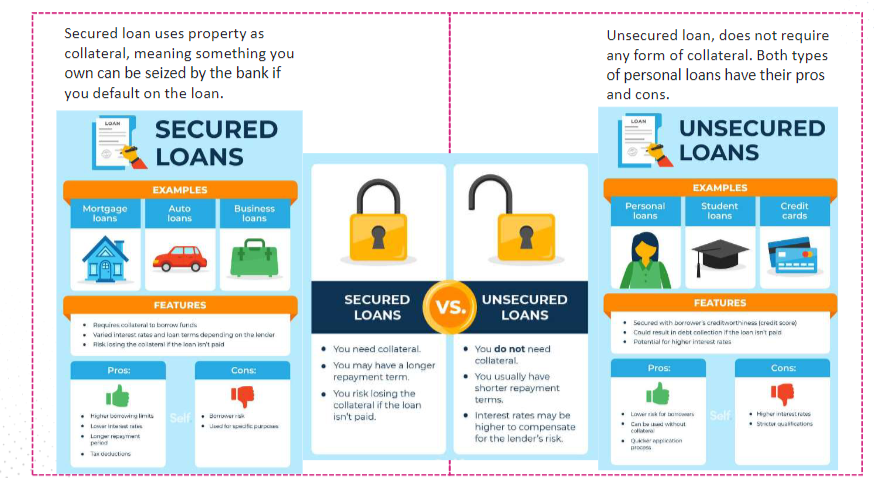 Secured loan uses property as
collateral, meaning something you
own can be seized by the bank if
you default on the loan.
LOAN
SECURED
LOANS
EXAMPLES
Mortgage
loans
Auto
loans
Business
loans
FEATURES
• Requires collateral to borrow funds
• Varied interest rates and loan terms depending on the lender
• Risk losing the collateral if the loan isn't paid
Pros:
• Higher borrowing limits
• Lower interest rates
• Longer repayment
period
• Tax deductions
Self
Cons:
• Borrower risk
• Used for specific purposes
SECURED
LOANS
VS.
UNSECURED
LOANS
• You need collateral.
• You may have a longer
repayment term.
• You risk losing the
collateral if the loan
isn't paid.
• You do not need
collateral.
• You usually have
shorter repayment
terms.
• Interest rates may be
higher to compensate
for the lender's risk.
Unsecured loan, does not require
any form of collateral. Both types
of personal loans have their pros
and cons.
LOAN
UNSECURED
LOANS
EXAMPLES
Personal
loans
Student
loans
Credit
cards
FEATURES
• Secured with borrower's creditworthiness (credit score)
• Could result in debt collection if the loan isn't paid
• Potential for higher interest rates
Pros:
• Lower risk for borrowers
• Can be used without
collateral
• Quicker application
process
Self
Cons:
• Higher interest rates
• Stricter qualifications